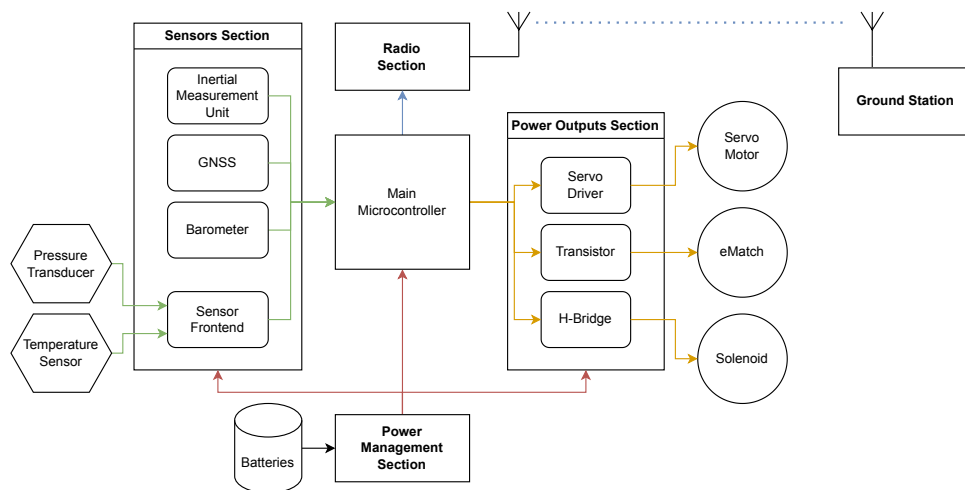 Sensors Section
Inertial
Measurement
Unit
GNSS
Barometer
Sensor
Frontend
Pressure
Transducer
Temperature
Sensor
Radio
Section
Main
Microcontroller
Power Outputs Section
Servo
Driver
Transistor
H-Bridge
Servo
Motor
eMatch
Solenoid
Ground Station
Batteries
Power
Management
Section